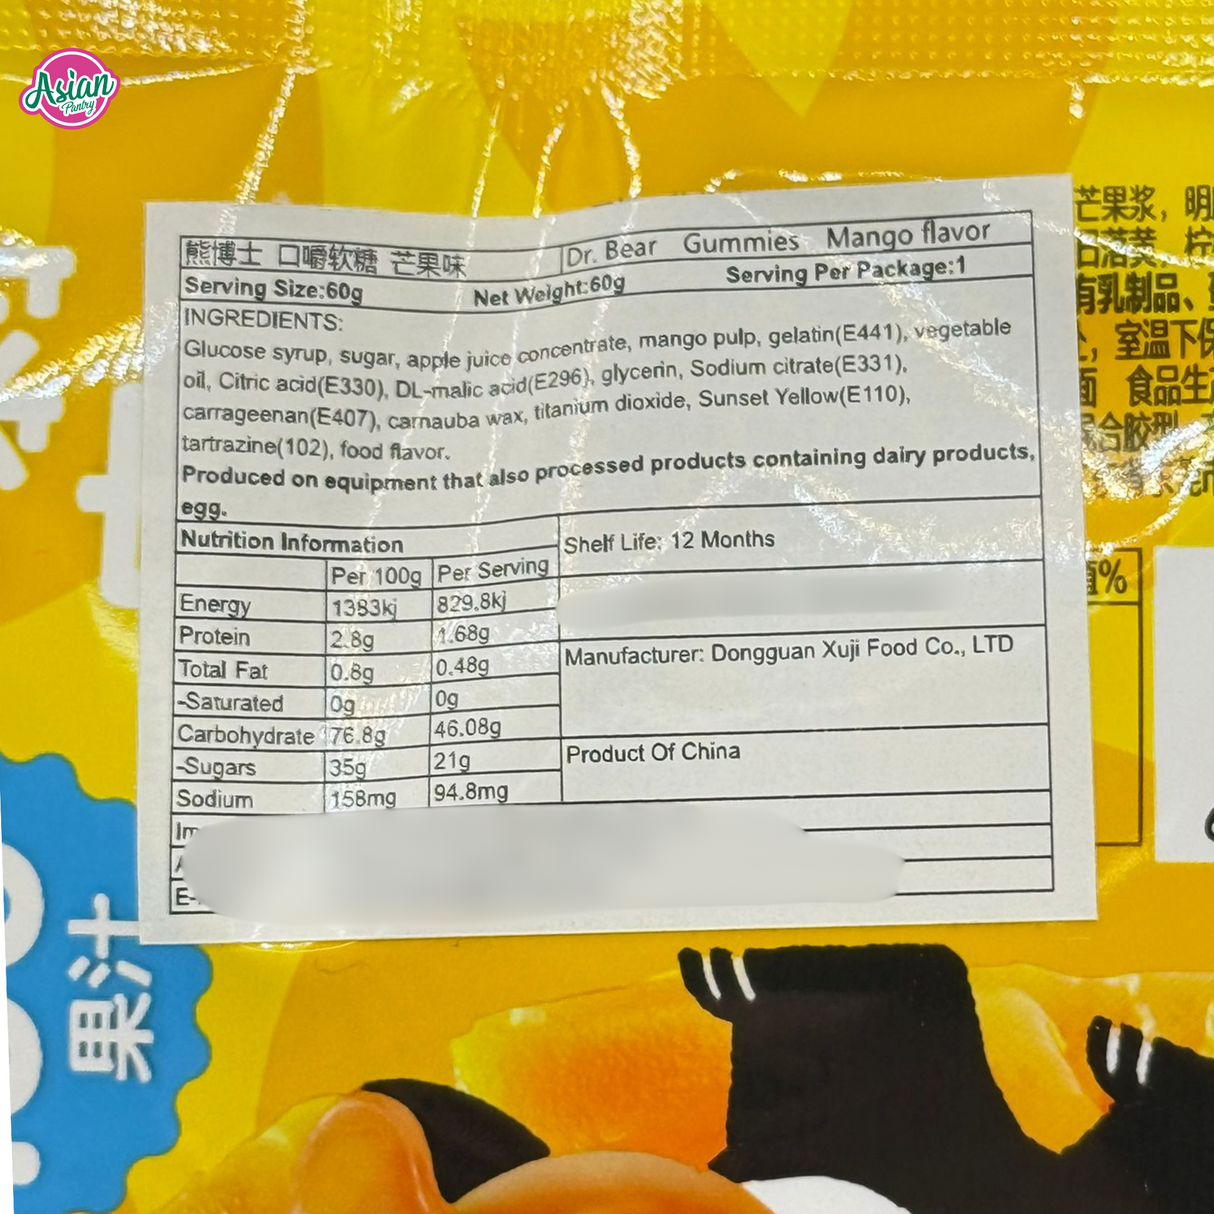 Asian
Pantry
熊博士 口嚼软糖 芒果味 Dr. Bear Gummies Mango flavor
Serving Size:60g Net Weight:60g Serving Per Package:1
INGREDIENTS:
Glucose syrup, sugar, apple juice concentrate, mango pulp, gelatin(E441), vegetable
oil, Citric acid(E330), DL-malic acid(E296), glycerin, Sodium citrate(E331),
carrageenan(E407), carnauba wax, titanium dioxide, Sunset Yellow(E110),
tartrazine(102), food flavor.
Produced on equipment that also processed products containing dairy products,
egg.
Nutrition Information
Per 100g Per Serving
Energy 1383kj 829.8kj
Protein 2.8g 1.68g
Total Fat 0.8g 0.48g
-Saturated 0g 0g
Carbohydrate 76.8g 46.08g
-Sugars 35g 21g
Sodium 158mg 94.8mg
Shelf Life: 12 Months
Manufacturer: Dongguan Xuji Food Co., LTD
Product Of China
E-
芒果浆，明
有乳制品、
室温下保
食品生
合胶型
%
果汁